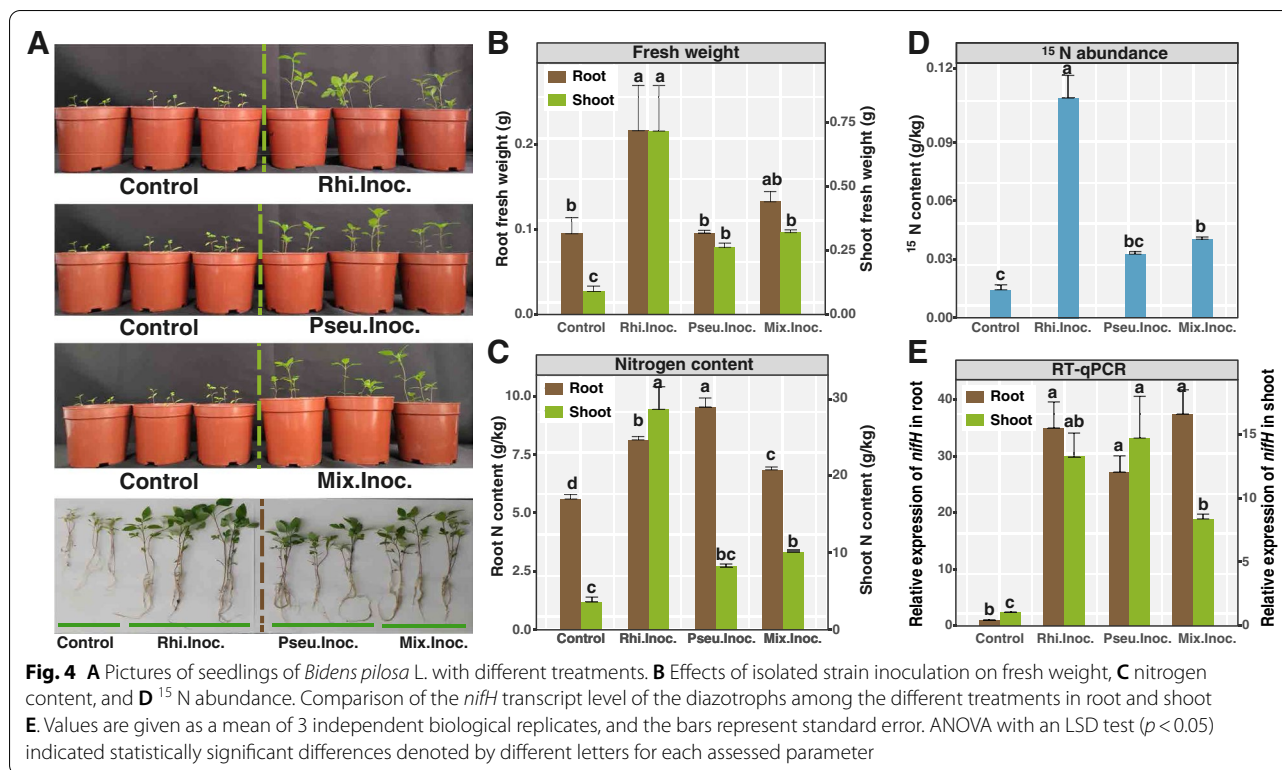 A
Control
Rhi.Inoc.
Control
Pseu.Inoc.
Control
Mix.Inoc.
Control
Rhi.Inoc.
Pseu.Inoc.
Mix.Inoc.
B
Fresh weight
Root
Shoot
Root fresh weight (g)
0.2
0.1
0.0
Shoot fresh weight (g)
0.75
0.50
0.25
0.00
b
c
a
a
b
b
ab
b
Control
Rhi.Inoc.
Pseu.Inoc.
Mix.Inoc.
C
Nitrogen content
Root
Shoot
Root N content (g/kg)
10.0
7.5
5.0
2.5
0.0
Shoot N content (g/kg)
30
20
10
0
d
c
b
a
a
bc
c
b
Control
Rhi.Inoc.
Pseu.Inoc.
Mix.Inoc.
D
15 N abundance
15 N content (g/kg)
0.12
0.09
0.06
0.03
0.00
c
a
bc
b
Control
Rhi.Inoc.
Pseu.Inoc.
Mix.Inoc.
E
RT-qPCR
Root
Shoot
Relative expression of nifH in root
40
30
20
10
0
Relative expression of nifH in shoot
15
10
5
0
b
c
a
ab
a
a
a
b
Control
Rhi.Inoc.
Pseu.Inoc.
Mix.Inoc.
Fig. 4 A Pictures of seedlings of Bidens pilosa L. with different treatments. B Effects of isolated strain inoculation on fresh weight, C nitrogen
content, and D 15 N abundance. Comparison of the nifH transcript level of the diazotrophs among the different treatments in root and shoot
E. Values are given as a mean of 3 independent biological replicates, and the bars represent standard error. ANOVA with an LSD test (p < 0.05)
indicated statistically significant differences denoted by different letters for each assessed parameter